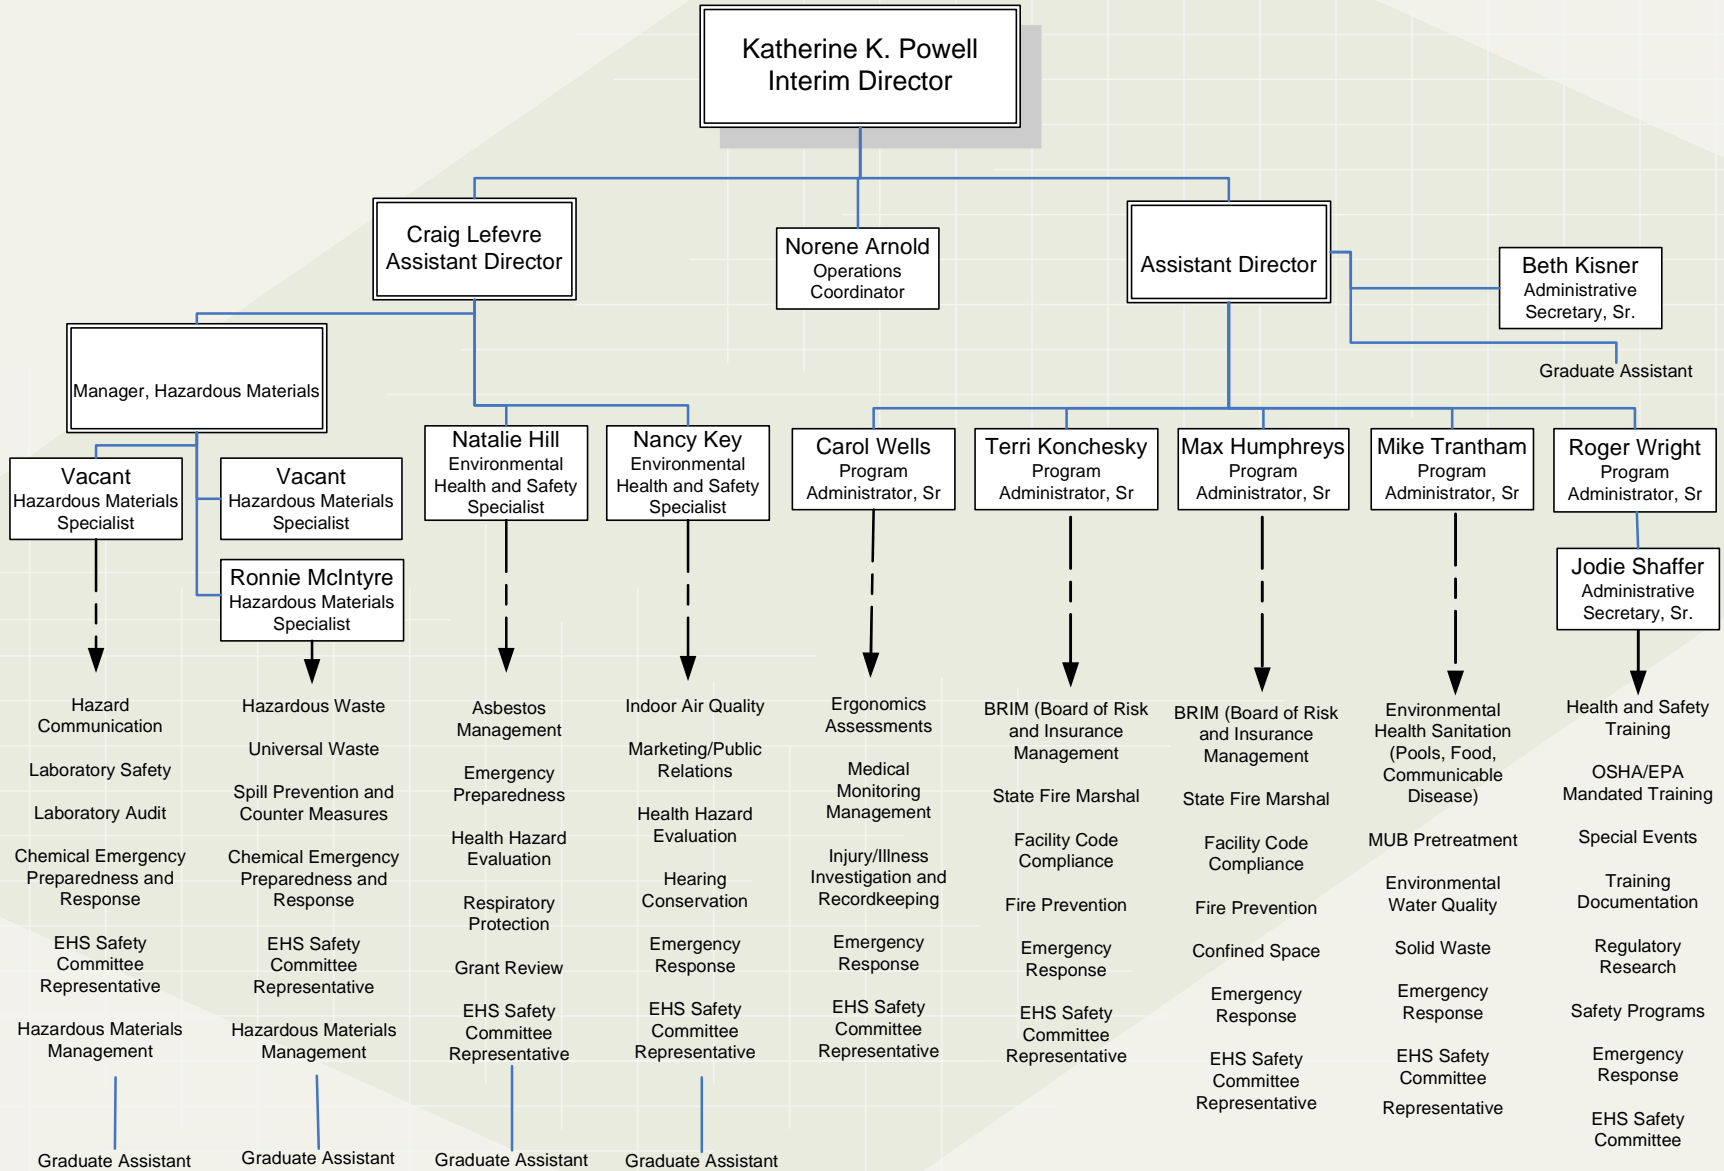 Katherine K. Powell
Interim Director
Craig Lefevre
Assistant Director
Norene Arnold
Operations
Coordinator
Assistant Director
Beth Kisner
Administrative
Secretary, Sr.
Graduate Assistant
Manager, Hazardous Materials
Vacant
Hazardous Materials
Specialist
Vacant
Hazardous Materials
Specialist
Ronnie McIntyre
Hazardous Materials
Specialist
Natalie Hill
Environmental
Health and Safety
Specialist
Nancy Key
Environmental
Health and Safety
Specialist
Carol Wells
Program
Administrator, Sr
Terri Konchesky
Program
Administrator, Sr
Max Humphreys
Program
Administrator, Sr
Mike Trantham
Program
Administrator, Sr
Roger Wright
Program
Administrator, Sr
Jodie Shaffer
Administrative
Secretary, Sr.
Hazard
Communication
Laboratory Safety
Laboratory Audit
Chemical Emergency
Preparedness and
Response
EHS Safety
Committee
Representative
Hazardous Materials
Management
Graduate Assistant
Hazardous Waste
Universal Waste
Spill Prevention and
Counter Measures
Chemical Emergency
Preparedness and
Response
EHS Safety
Committee
Representative
Hazardous Materials
Management
Graduate Assistant
Asbestos
Management
Emergency
Preparedness
Health Hazard
Evaluation
Respiratory
Protection
Grant Review
EHS Safety
Committee
Representative
Graduate Assistant
Indoor Air Quality
Marketing/Public
Relations
Health Hazard
Evaluation
Hearing
Conservation
Emergency
Response
EHS Safety
Committee
Representative
Graduate Assistant
Ergonomics
Assessments
Medical
Monitoring
Management
Injury/Illness
Investigation and
Recordkeeping
Emergency
Response
EHS Safety
Committee
Representative
BRIM (Board of Risk
and Insurance
Management
State Fire Marshal
Facility Code
Compliance
Fire Prevention
Emergency
Response
EHS Safety
Committee
Representative
BRIM (Board of Risk
and Insurance
Management
State Fire Marshal
Facility Code
Compliance
Fire Prevention
Confined Space
Emergency
Response
EHS Safety
Committee
Representative
Environmental
Health Sanitation
(Pools, Food,
Communicable
Disease)
MUB Pretreatment
Environmental
Water Quality
Solid Waste
Emergency
Response
EHS Safety
Committee
Representative
Health and Safety
Training
OSHA/EPA
Mandated Training
Special Events
Training
Documentation
Regulatory
Research
Safety Programs
Emergency
Response
EHS Safety
Committee